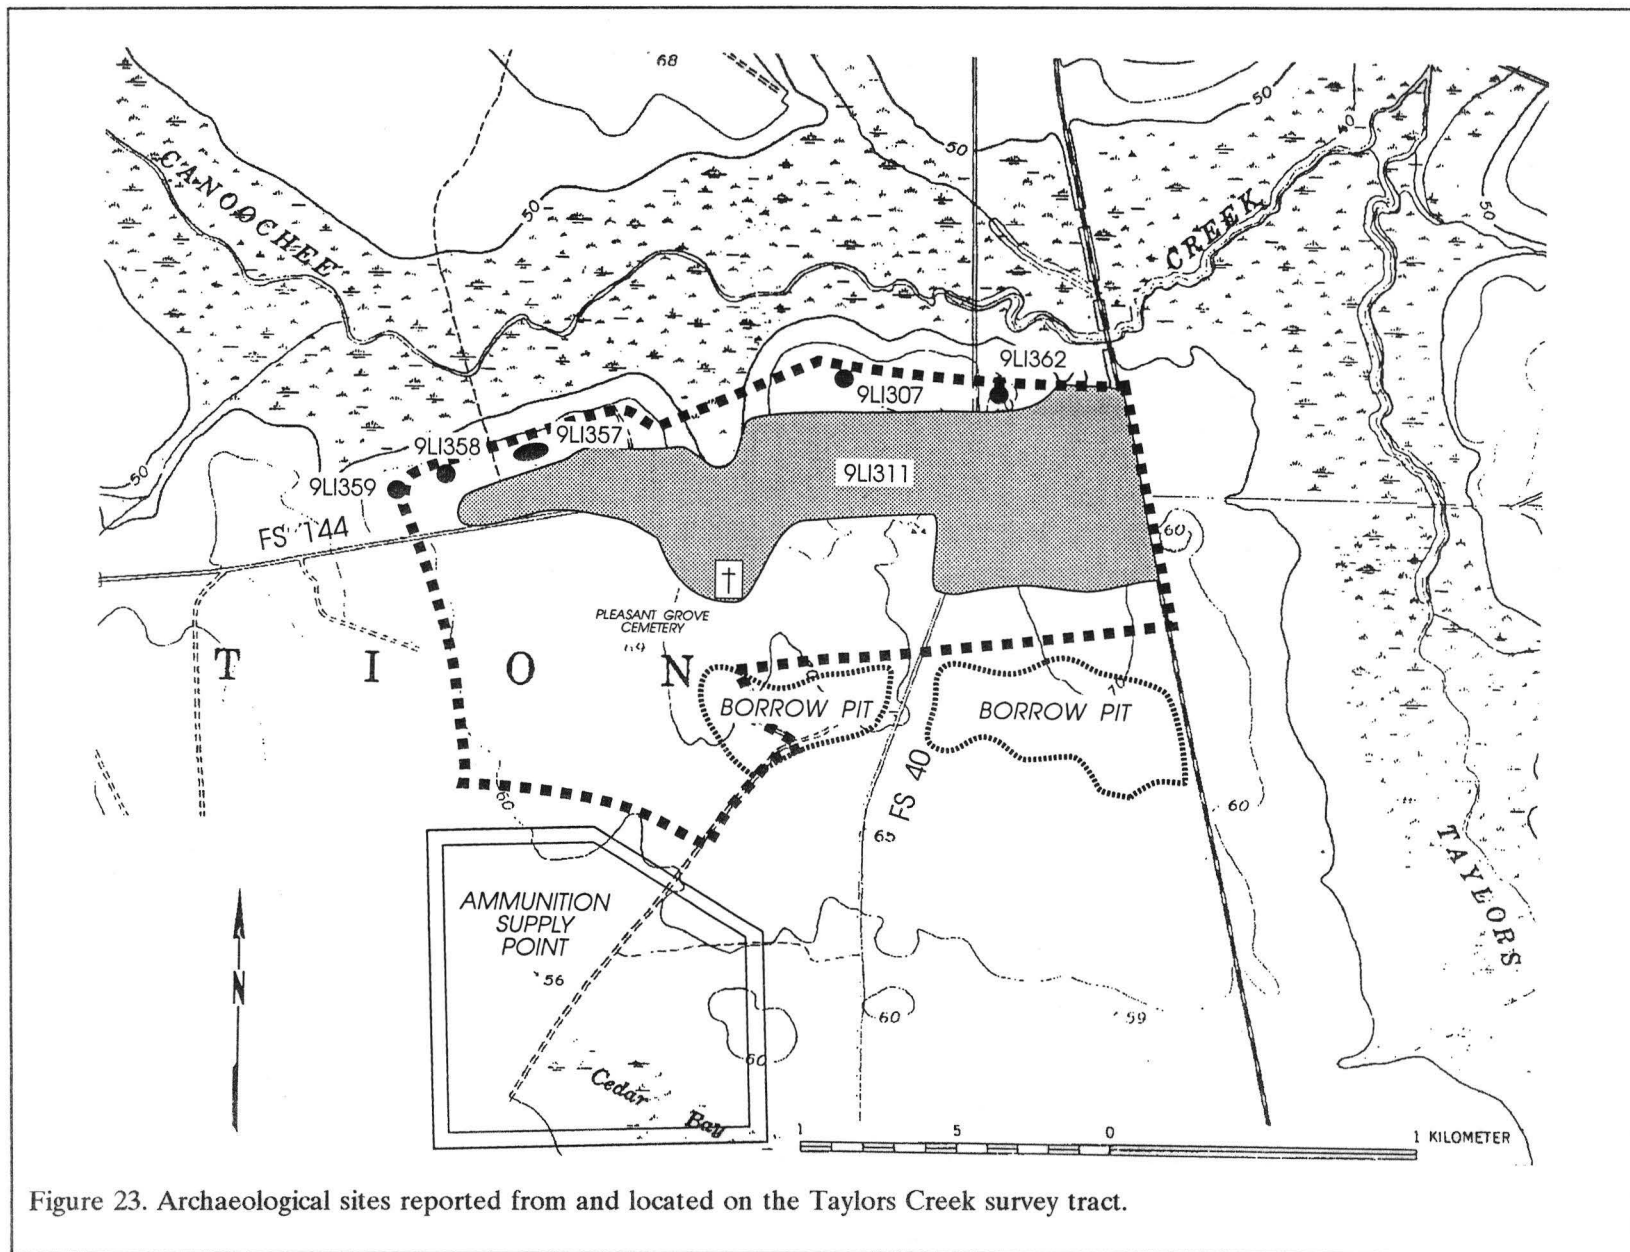 68
50
50
50
50
50
CANOOCHEE
CREEK
9LI362
9LI307
9LI357
9LI358
9LI359
9LI311
50
FS 144
60
†
PLEASANT GROVE
CEMETERY
64
T I O N
70
BORROW PIT
BORROW PIT
FS 40
60
65
60
TAYLORS
AMMUNITION
SUPPLY
POINT
56
N
60
59
60
Cedar
Bay
1 5 0 1 KILOMETER
Figure 23. Archaeological sites reported from and located on the Taylors Creek survey tract.